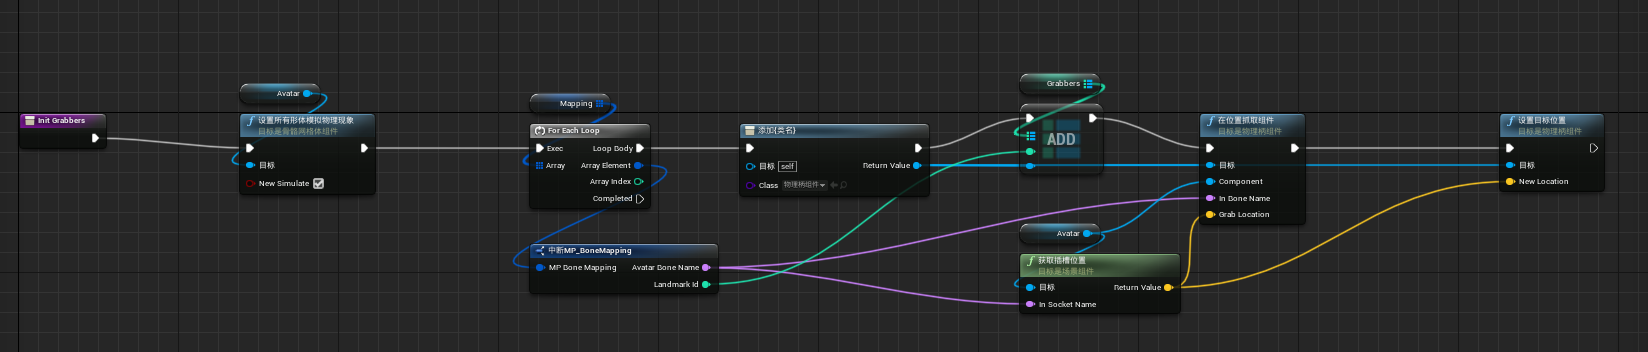 Init Grabbers
Avatar
设置所有形体模拟物理现象
目标是骨骼网格体组件
目标
New Simulate
Mapping
For Each Loop
Exec
Loop Body
Array
Array Element
Array Index
Completed
中断MP_BoneMapping
MP Bone Mapping
Avatar Bone Name
Landmark Id
添加(类名)
目标
self
Return Value
Class
物理柄组件
Grabbers
ADD
Avatar
获取插槽位置
目标是场景组件
目标
Return Value
In Socket Name
在位置抓取组件
目标是物理柄组件
目标
Component
In Bone Name
Grab Location
设置目标位置
目标是物理柄组件
目标
New Location